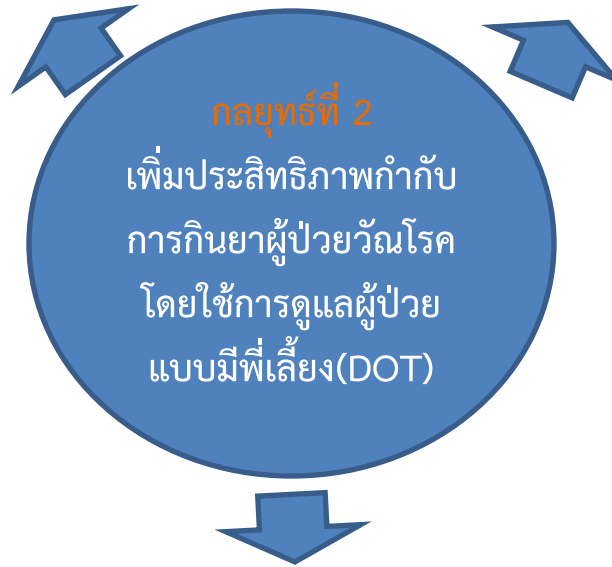 กลยุทธ์ที่ 2
เพิ่มประสิทธิภาพกำกับ
การกินยาผู้ป่วยวัณโรค
โดยใช้การดูแลผู้ป่วย
แบบมีพี่เลี้ยง(DOT)